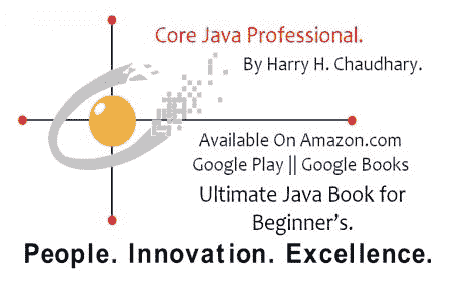 Core Java Professional.
By Harry H. Chaudhary.
Available On Amazon.com
Google Play || Google Books
Ultimate Java Book for
Beginner's.
People. Innovation. Excellence.